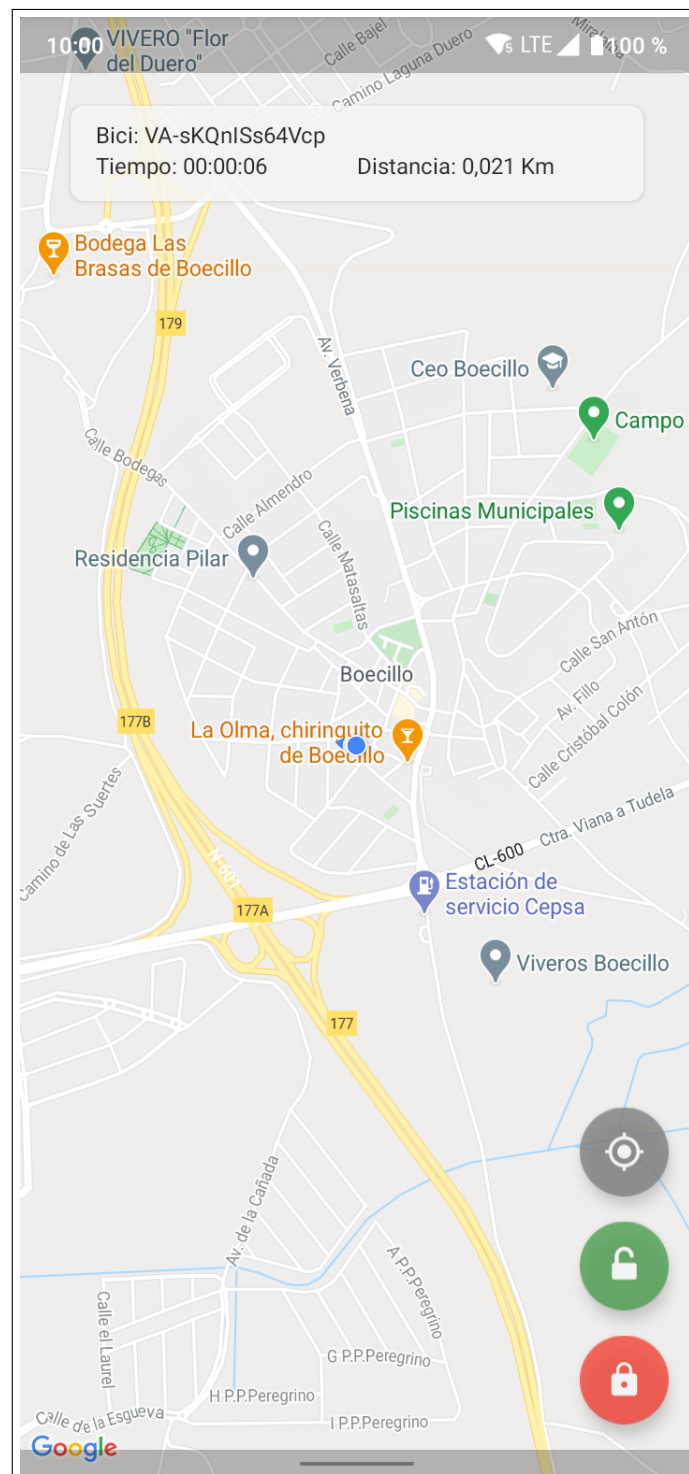 10:00
VIVERO "Flor
del Duero"
Calle Bajel
Camino Laguna Duero
LTE
100 %
Bici: VA-sKQnlSs64Vcp
Tiempo: 00:00:06
Distancia: 0,021 Km
Bodega Las
Brasas de Boecillo
179
Av. Verbena
Ceo Boecillo
Campo
Calle Bodegas
Calle Almendro
Piscinas Municipales
Calle Matasaltas
Residencia Pilar
Calle San Antón
Boecillo
Av. Fillo
177B
La Olma, chiringuito
de Boecillo
Calle Cristóbal Colón
Camino de Las Suertes
Ctra. Viana a Tudela
CL-600
N-601
Estación de
servicio Cepsa
177A
Viveros Boecillo
177
Av. de la Cañada
A P.P.Peregrino
Calle el Laurel
G P.P.Peregrino
H P.P.Peregrino
Calle de la Esgueva
I P.P.Peregrino
Google